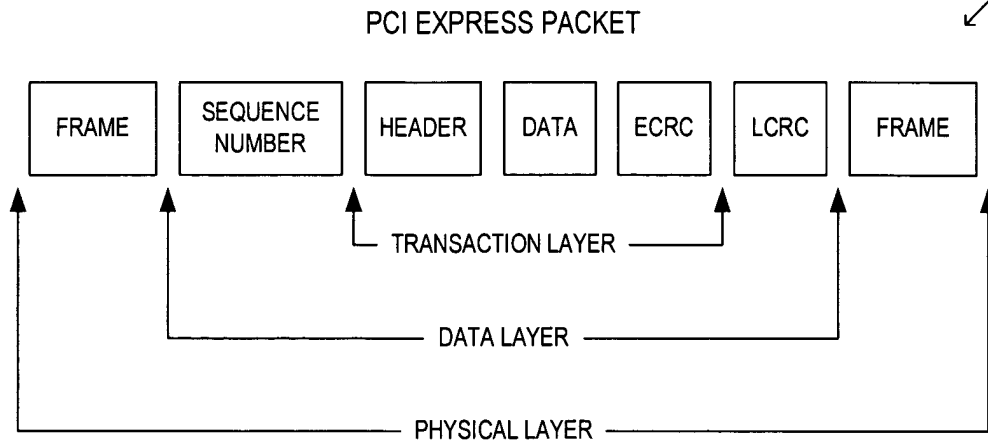 PCI EXPRESS PACKET
FRAME
SEQUENCE
NUMBER
HEADER
DATA
ECRC
LCRC
FRAME
TRANSACTION LAYER
DATA LAYER
PHYSICAL LAYER